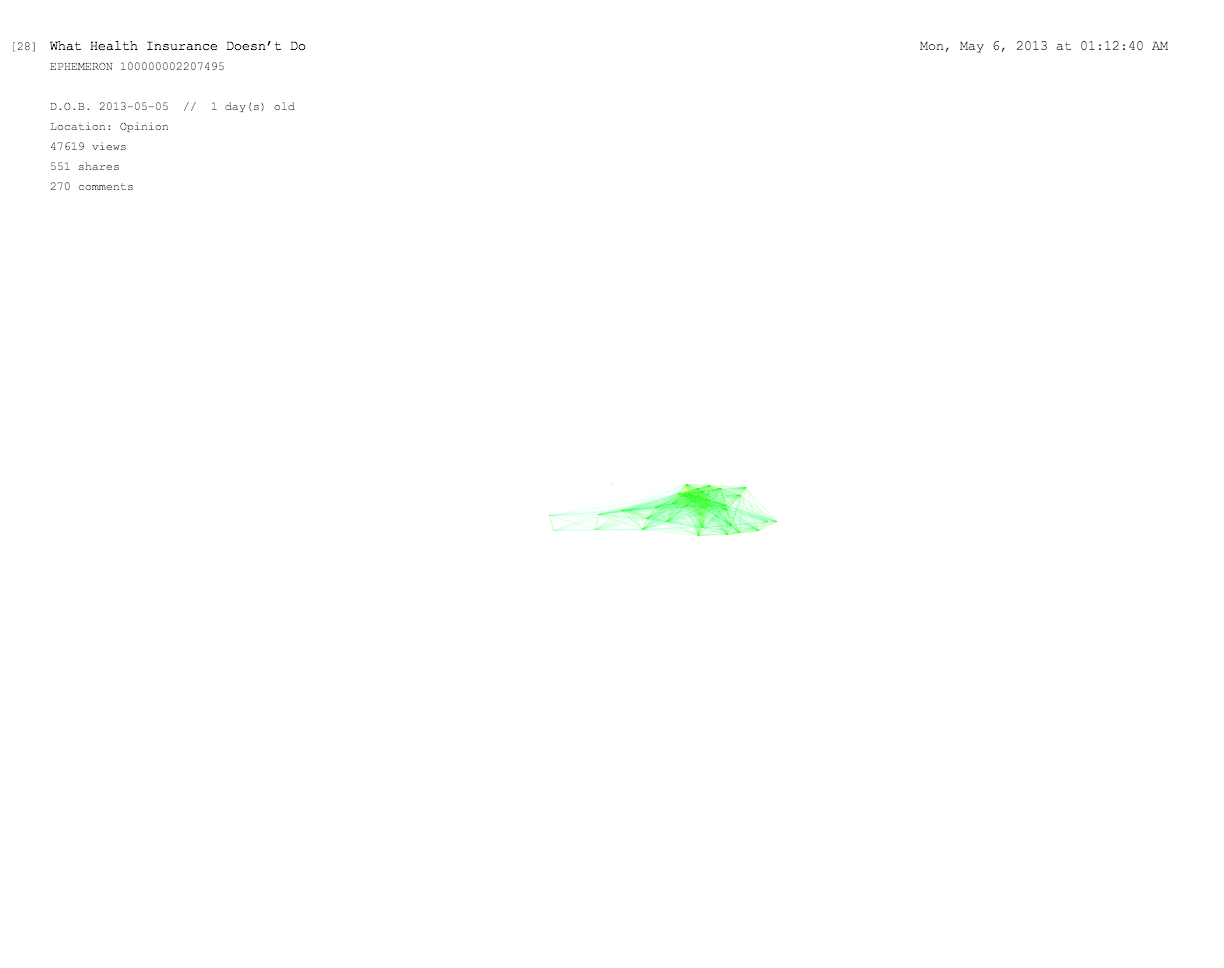 [28] What Health Insurance Doesn’t Do
Mon, May 6, 2013 at 01:12:40 AM
EPHEMERON 100000002207495
D.O.B. 2013-05-05 // 1 day(s) old
Location: Opinion
47619 views
551 shares
270 comments